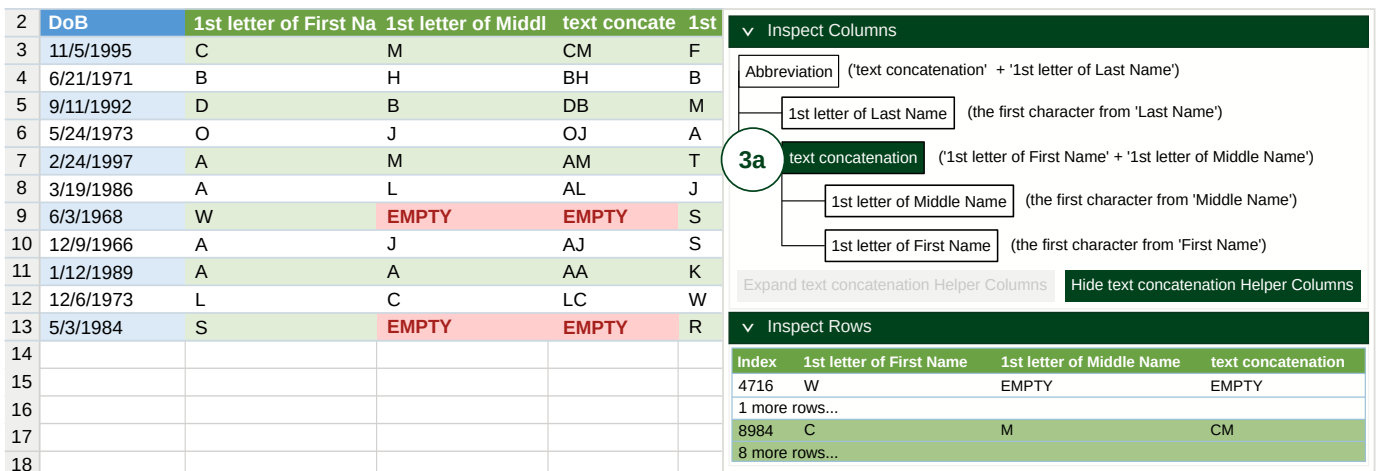 2 DoB 1st letter of First Na 1st letter of Middl text concate 1st
3 11/5/1995 C M CM F
4 6/21/1971 B H BH B
5 9/11/1992 D B DB M
6 5/24/1973 O J OJ A
7 2/24/1997 A M AM T
8 3/19/1986 A L AL J
9 6/3/1968 W EMPTY EMPTY S
10 12/9/1966 A J AJ S
11 1/12/1989 A A AA K
12 12/6/1973 L C LC W
13 5/3/1984 S EMPTY EMPTY R
14
15
16
17
18
Inspect Columns
Abbreviation ('text concatenation' + '1st letter of Last Name')
1st letter of Last Name (the first character from 'Last Name')
3a text concatenation ('1st letter of First Name' + '1st letter of Middle Name')
1st letter of Middle Name (the first character from 'Middle Name')
1st letter of First Name (the first character from 'First Name')
Expand text concatenation Helper Columns Hide text concatenation Helper Columns
Inspect Rows
Index 1st letter of First Name 1st letter of Middle Name text concatenation
4716 W EMPTY EMPTY
1 more rows...
8984 C M CM
8 more rows...